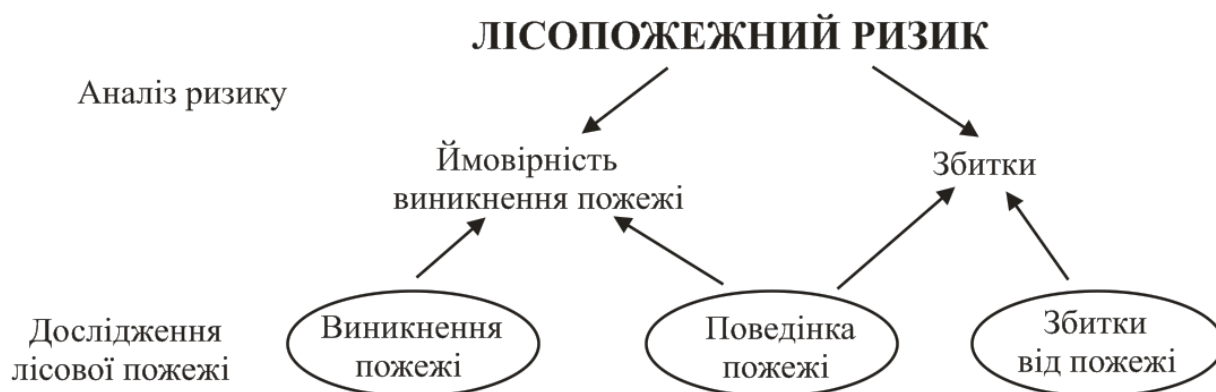 ЛІСОПОЖЕЖНИЙ РИЗИК
Аналіз ризику
Ймовірність
виникнення пожежі
Збитки
Дослідження
лісової пожежі
Виникнення
пожежі
Поведінка
пожежі
Збитки
від пожежі